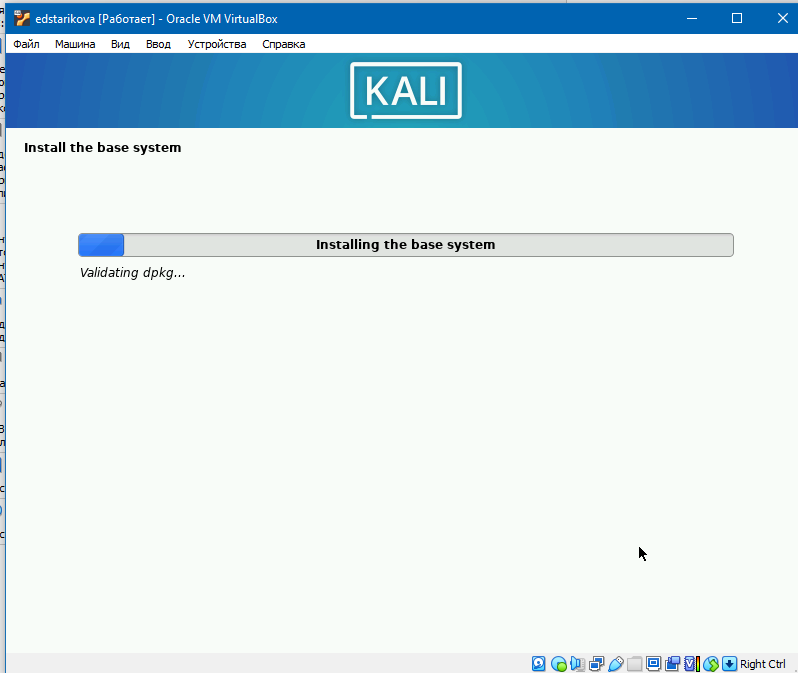 edstarikova [Работает] - Oracle VM VirtualBox
Файл Машина Вид Ввод Устройства Справка
KALI
Install the base system
Installing the base system
Validating dpkg...
Right Ctrl